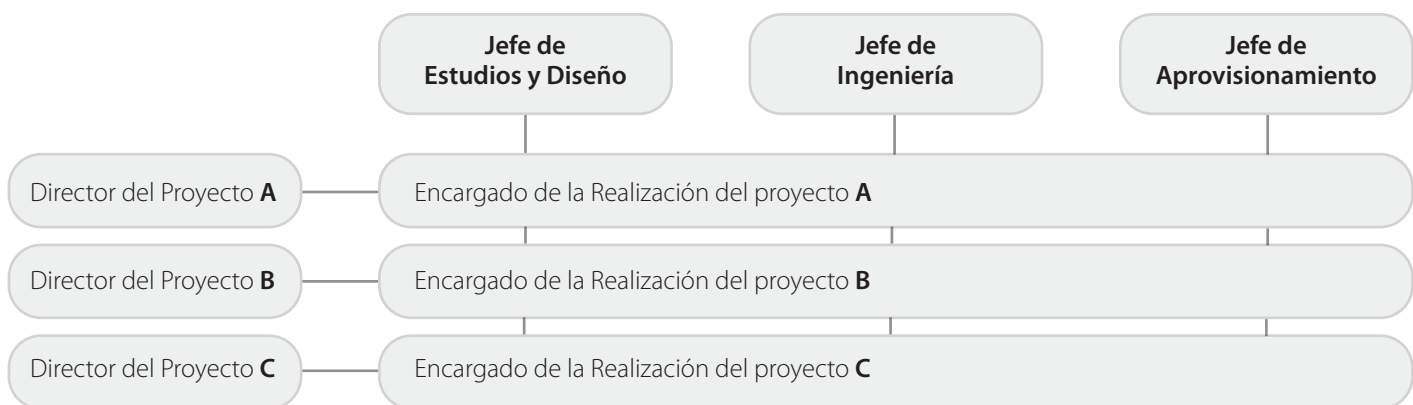 Jefe de
Estudios y Diseño
Jefe de
Ingeniería
Jefe de
Aprovisionamiento
Director del Proyecto A
Encargado de la Realización del proyecto A
Director del Proyecto B
Encargado de la Realización del proyecto B
Director del Proyecto C
Encargado de la Realización del proyecto C